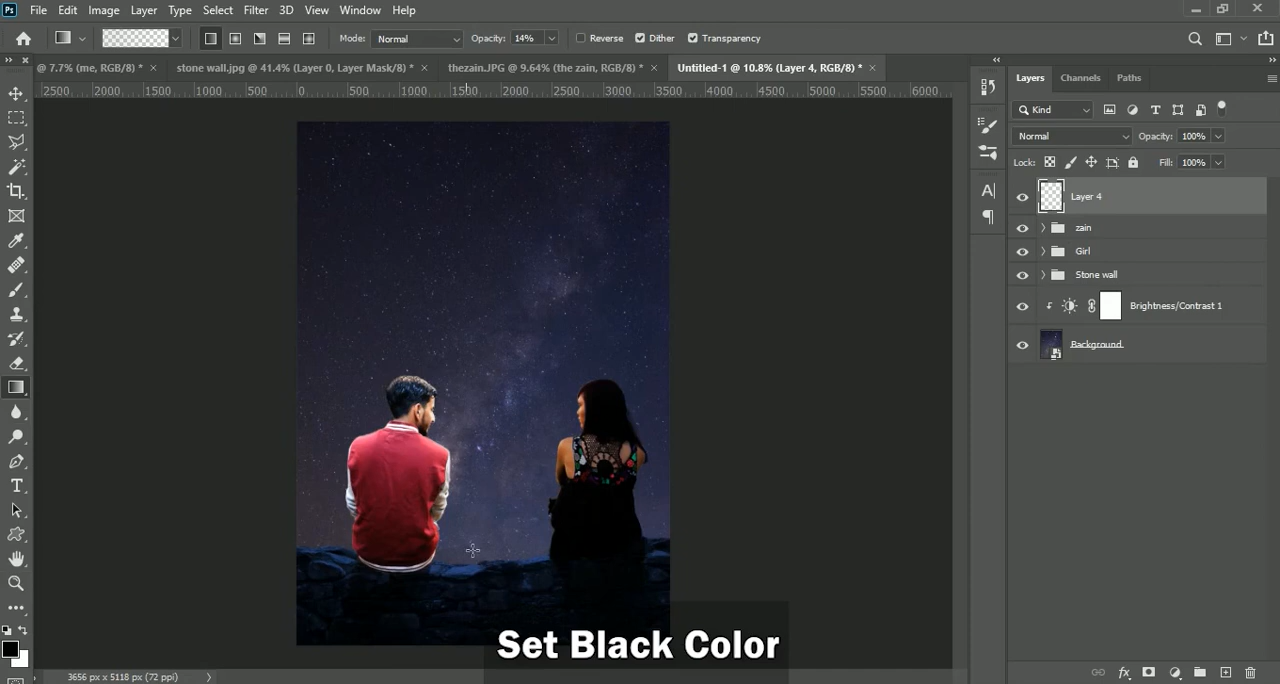 Ps File Edit Image Layer Type Select Filter 3D View Window Help
Mode: Normal Opacity: 14% Reverse Dither Transparency
@ 7.7% (me, RGB/8) * × stone wall.jpg @ 41.4% (Layer 0, Layer Mask/8) * × thezain.JPG @ 9.64% (the zain, RGB/8) * × Untitled-1 @ 10.8% (Layer 4, RGB/8) * ×
2500 2000 1500 1000 500 0 500 1000 1500 2000 2500 3000 3500 4000 4500 5000 5500 6000
Layers Channels Paths
Kind
Normal Opacity: 100%
Lock: Fill: 100%
Layer 4
zain
Girl
Stone wall
Brightness/Contrast 1
Background
Set Black Color
3656 px x 5118 px (72 ppi)